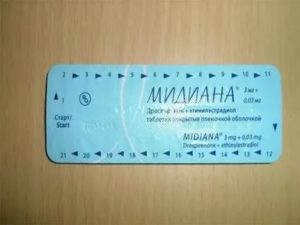 2 3 4 5 6 7 8 9 10 11
1
МИДИАНА® 3 мг +
0,03 мг
Дроспиренон + этинилэстрадиол
таблетки покрытые пленочной оболочкой
Старт/
Start
MIDIANA® 3 mg + 0,03 mg
Drospirenone + ethinylestradiol
21 20 19 18 17 16 15 14 13 12